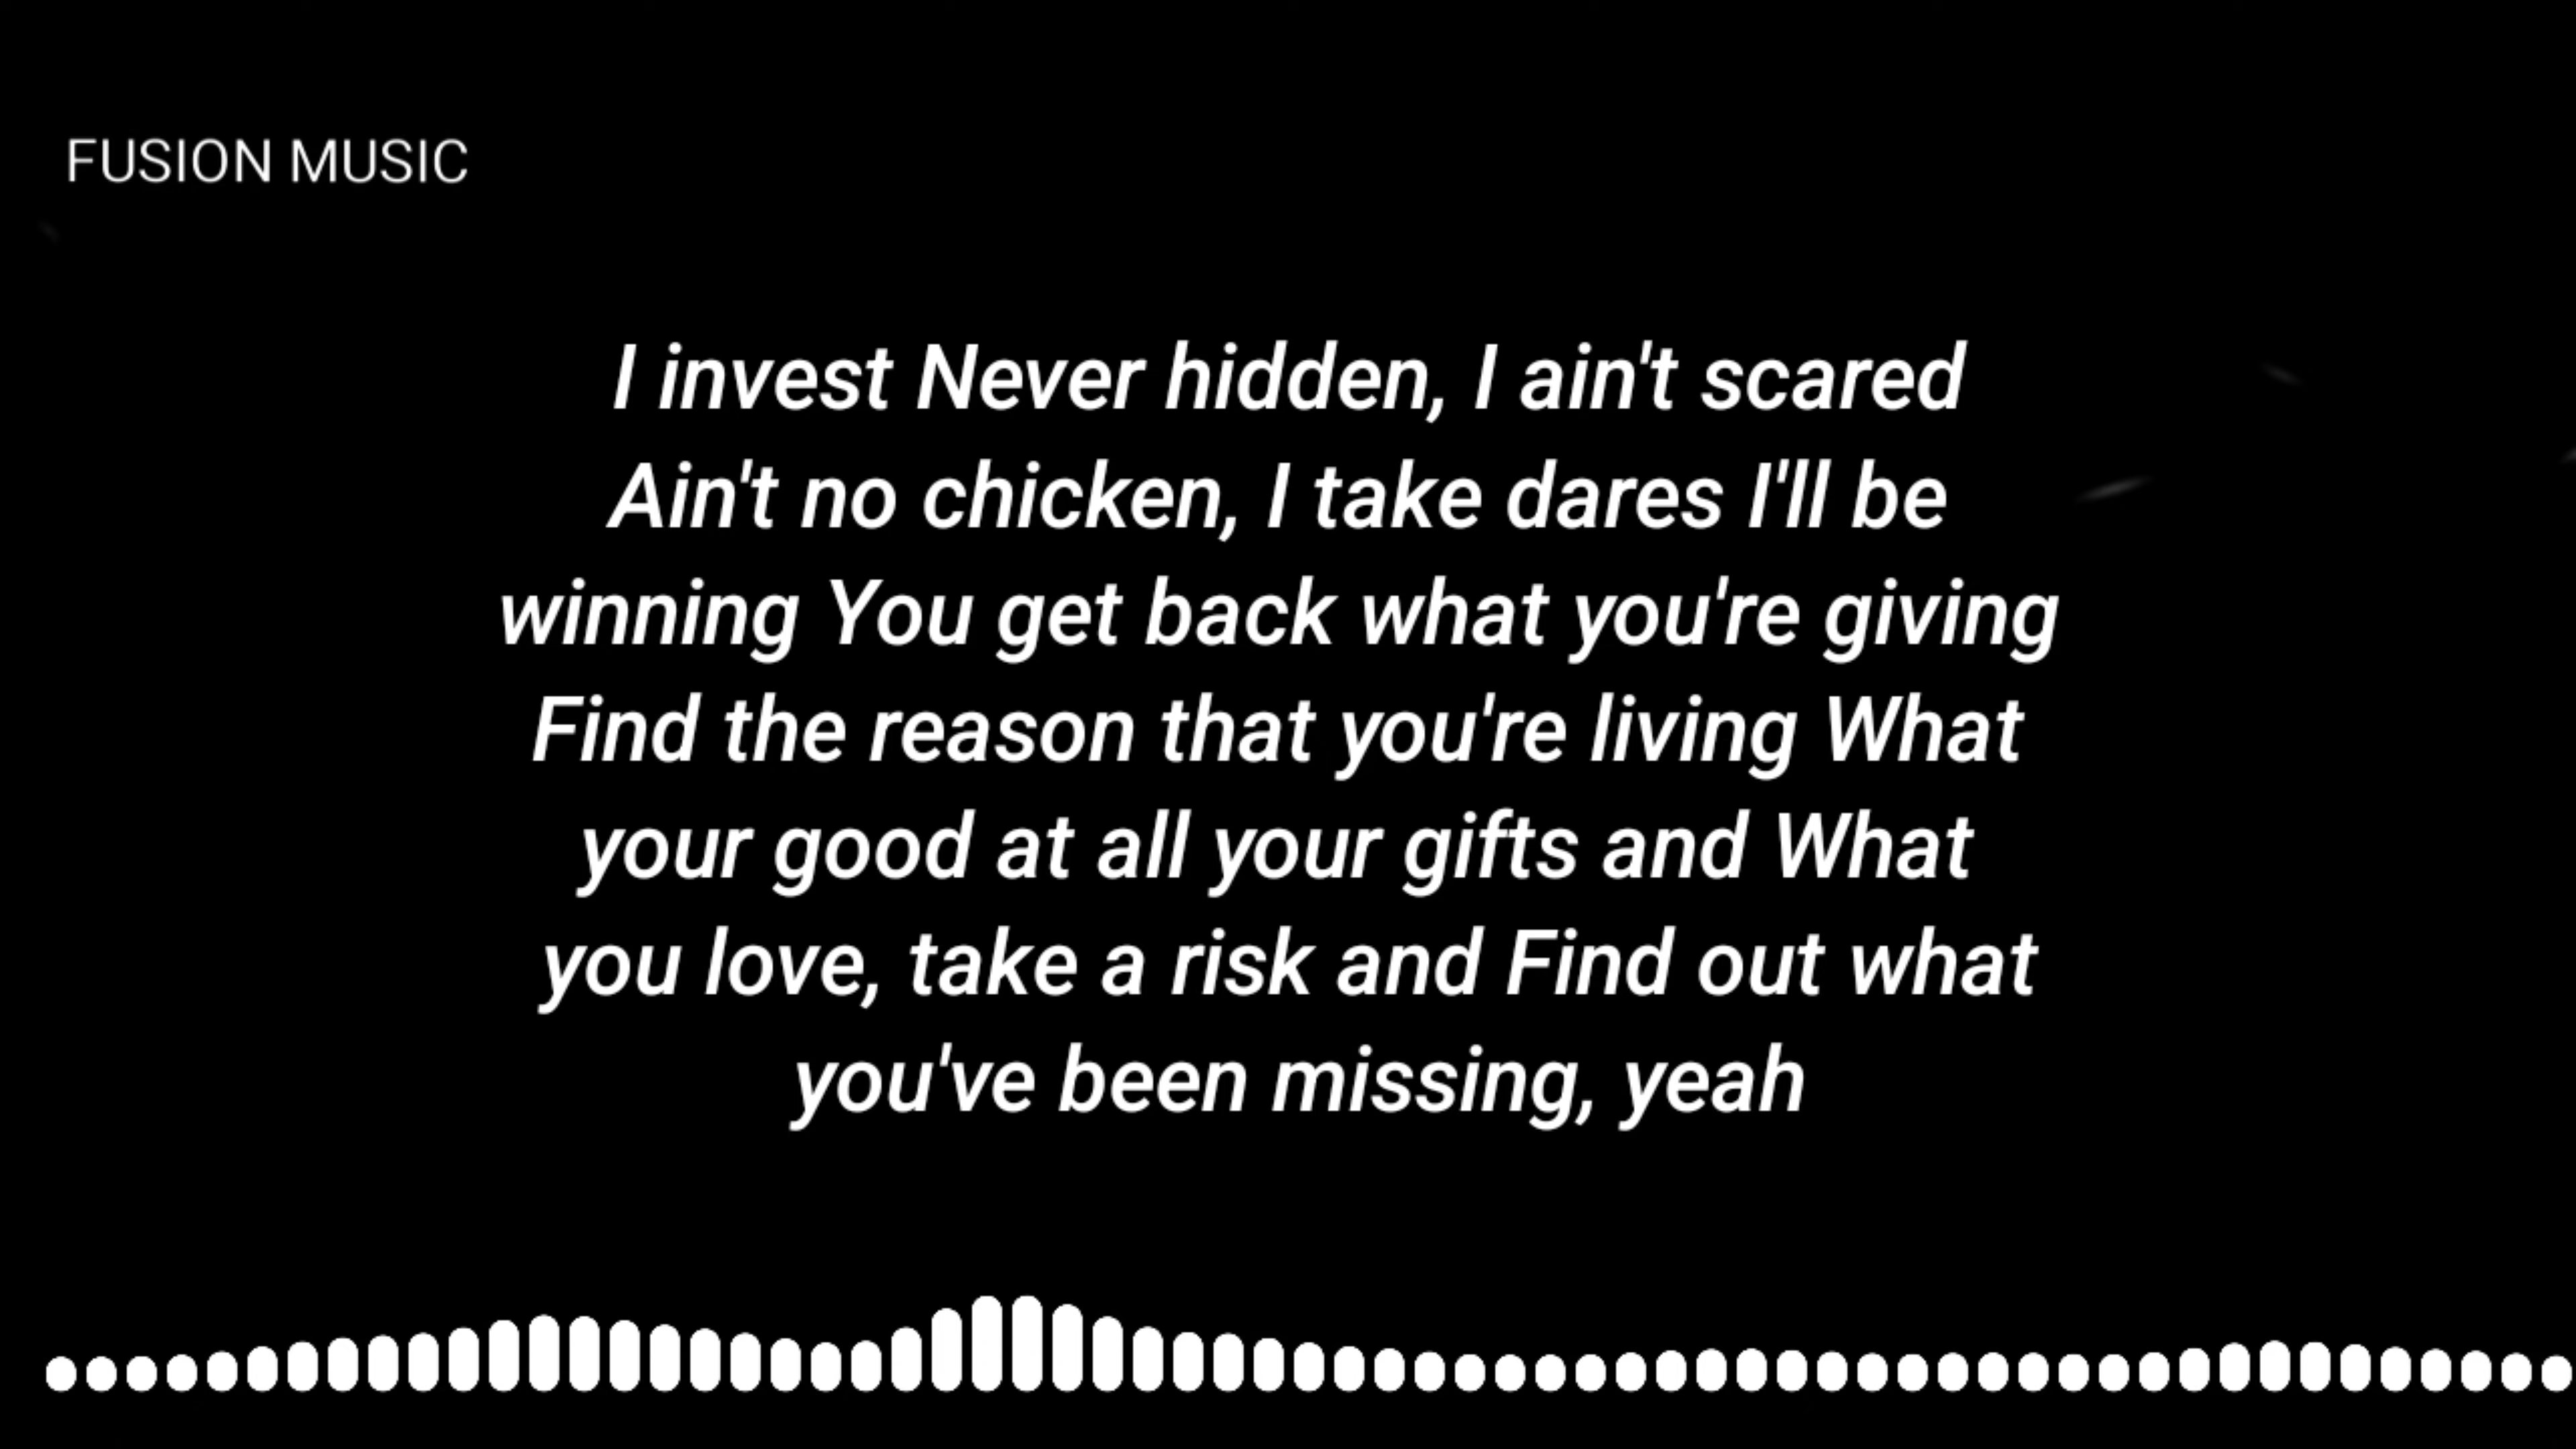 FUSION MUSIC
I invest Never hidden, I ain't scared
Ain't no chicken, I take dares I'll be
winning You get back what you're giving
Find the reason that you're living What
your good at all your gifts and What
you love, take a risk and Find out what
you've been missing, yeah